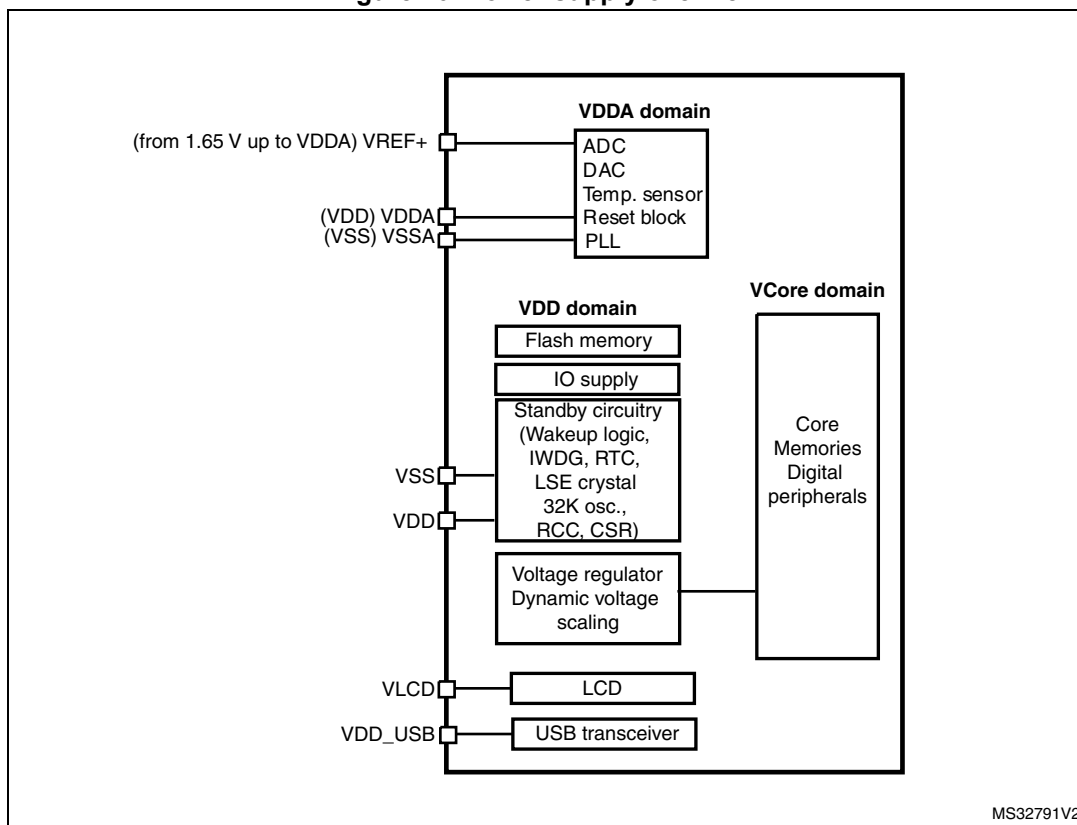 VDDA domain
(from 1.65 V up to VDDA) VREF+
ADC
DAC
Temp. sensor
(VDD) VDDA
Reset block
(VSS) VSSA
PLL
VCore domain
VDD domain
Flash memory
IO supply
Standby circuitry
(Wakeup logic,
IWDG, RTC,
LSE crystal
32K osc.,
RCC, CSR)
VSS
VDD
Core
Memories
Digital
peripherals
Voltage regulator
Dynamic voltage
scaling
VLCD
LCD
VDD_USB
USB transceiver
MS32791V2